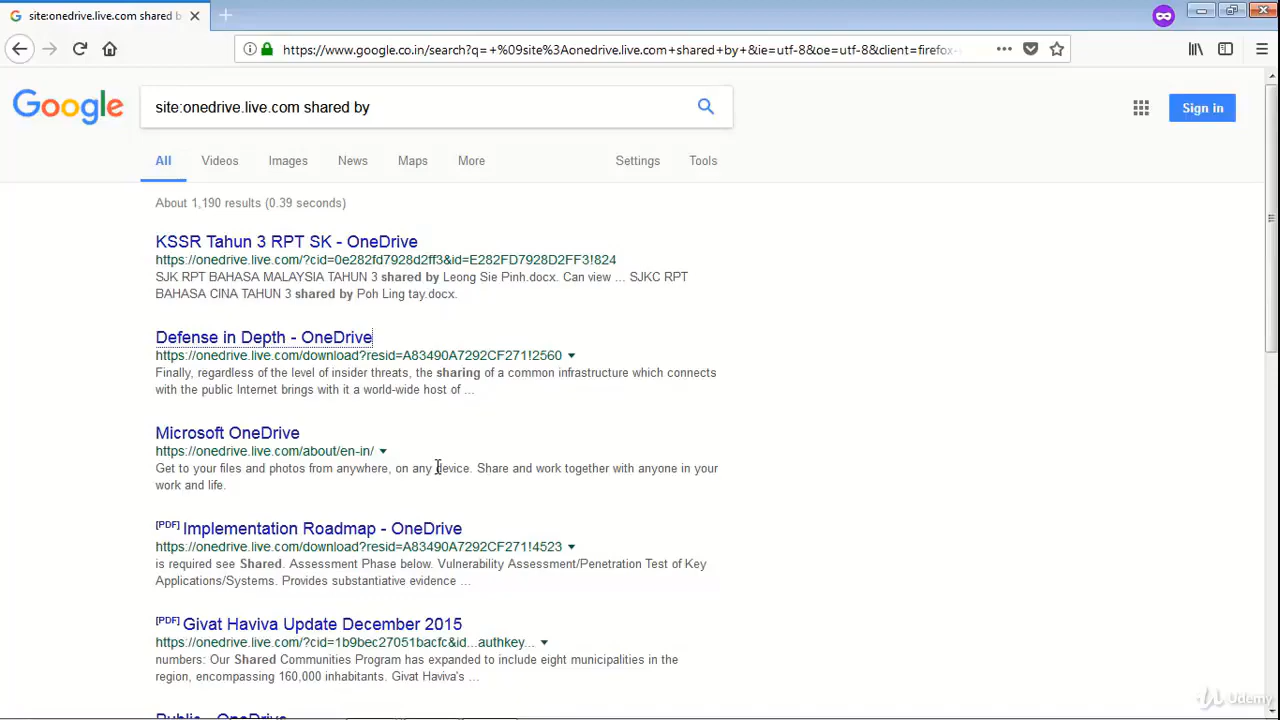 site:onedrive.live.com shared b
https://www.google.co.in/search?q=+%09site%3Aonedrive.live.com+shared+by+&ie=utf-8&oe=utf-8&client=firefox-
Google
site:onedrive.live.com shared by
Sign in
All Videos Images News Maps More Settings Tools
About 1,190 results (0.39 seconds)
KSSR Tahun 3 RPT SK - OneDrive
https://onedrive.live.com/?cid=0e282fd7928d2ff3&id=E282FD7928D2FF3!824
SJK RPT BAHASA MALAYSIA TAHUN 3 shared by Leong Sie Pinh.docx. Can view ... SJKC RPT
BAHASA CINA TAHUN 3 shared by Poh Ling tay.docx.
Defense in Depth - OneDrive
https://onedrive.live.com/download?resid=A83490A7292CF271!2560
Finally, regardless of the level of insider threats, the sharing of a common infrastructure which connects
with the public Internet brings with it a world-wide host of ...
Microsoft OneDrive
https://onedrive.live.com/about/en-in/
Get to your files and photos from anywhere, on any device. Share and work together with anyone in your
work and life.
[PDF] Implementation Roadmap - OneDrive
https://onedrive.live.com/download?resid=A83490A7292CF271!4523
is required see Shared. Assessment Phase below. Vulnerability Assessment/Penetration Test of Key
Applications/Systems. Provides substantiative evidence ...
[PDF] Givat Haviva Update December 2015
https://onedrive.live.com/?cid=1b9bec27051bacfc&id...authkey...
numbers: Our Shared Communities Program has expanded to include eight municipalities in the
region, encompassing 160,000 inhabitants. Givat Haviva's ...
Public - OneDrive
Udemy